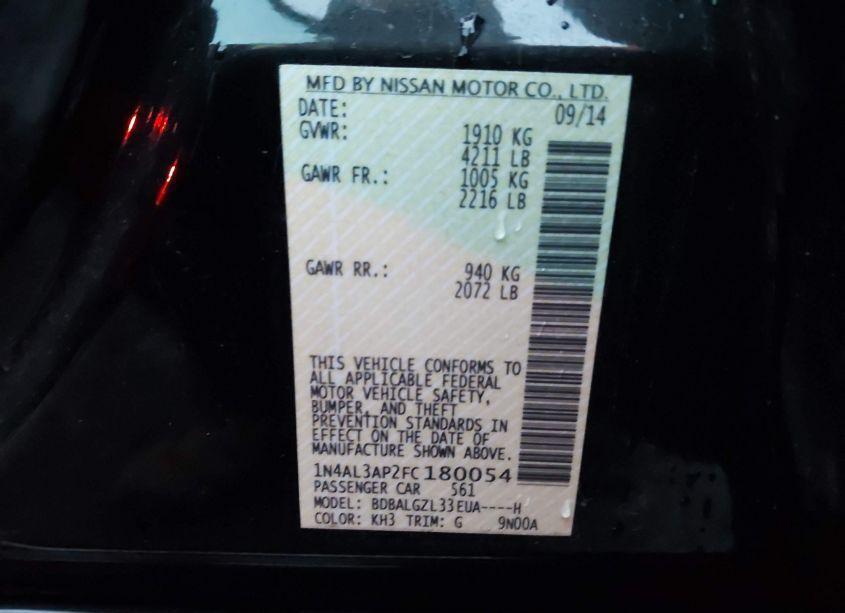 MFD BY NISSAN MOTOR CO., LTD.
DATE: 09/14
GVWR: 1910 KG
4211 LB
GAWR FR.: 1005 KG
2216 LB
GAWR RR.: 940 KG
2072 LB
THIS VEHICLE CONFORMS TO
ALL APPLICABLE FEDERAL
MOTOR VEHICLE SAFETY,
BUMPER, AND THEFT
PREVENTION STANDARDS IN
EFFECT ON THE DATE OF
MANUFACTURE SHOWN ABOVE.
1N4AL3AP2FC180054
PASSENGER CAR 561
MODEL: BDBALGZL33EUA----H
COLOR: KH3 TRIM: G 9N00A